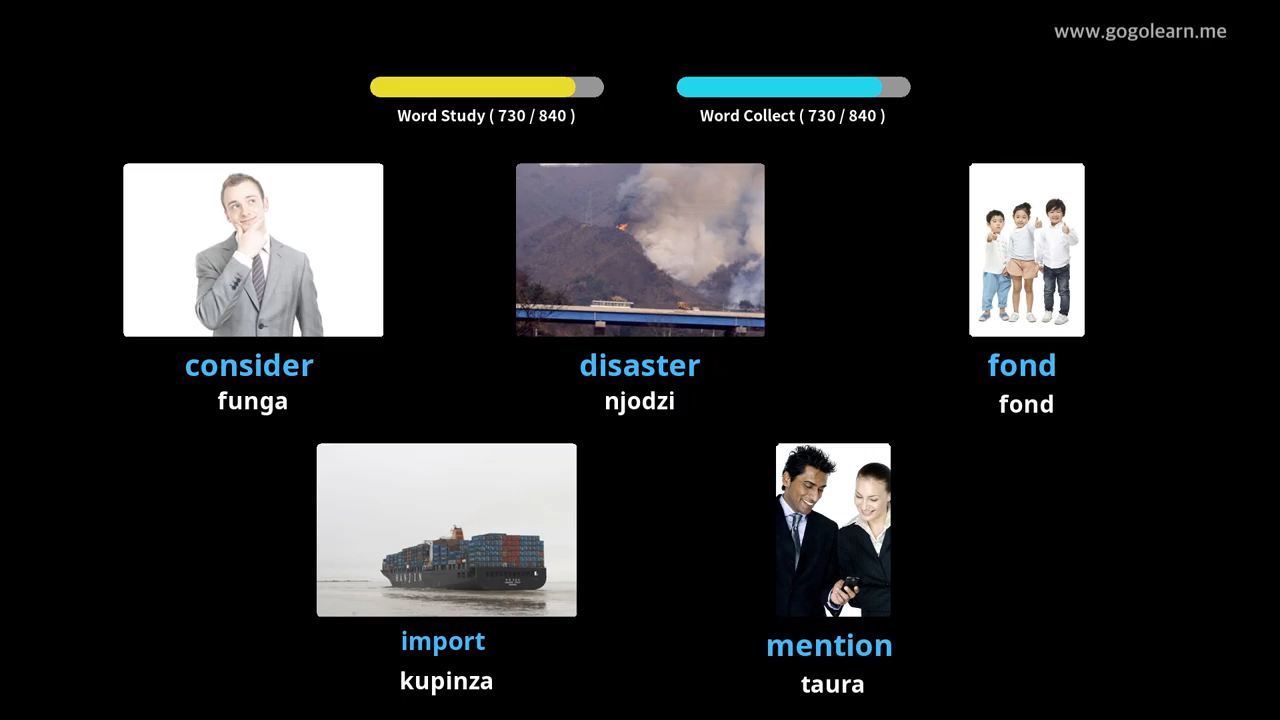 www.gogolearn.me
Word Study ( 730 / 840 )
Word Collect ( 730 / 840 )
consider
funga
disaster
njodzi
fond
fond
import
kupinza
mention
taura